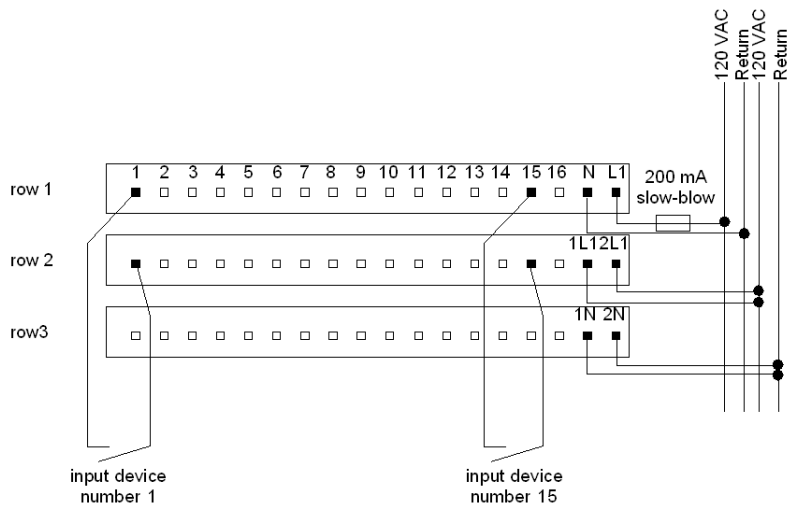 120 VAC
Return
120 VAC
Return
row 1
1 2 3 4 5 6 7 8 9 10 11 12 13 14 15 16 N L1
200 mA
slow-blow
row 2
1L1 2L1
row3
1N 2N
input device
number 1
input device
number 15